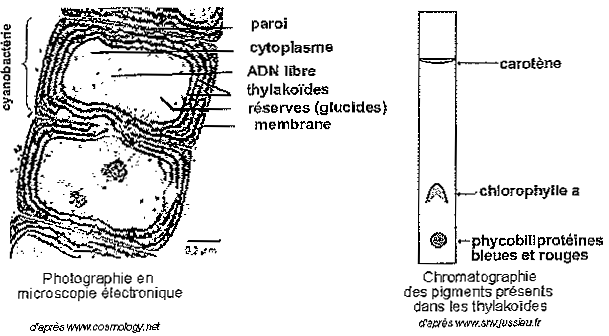 cyanobactérie
paroi
cytoplasme
ADN libre
thylakoïdes
réserves (glucides)
membrane
0,2 µm
Photographie en
microscopie électronique
d'après www.cosmology.net
carotène
chlorophylle a
phycobiliprotéines
bleues et rouges
Chromatographie
des pigments présents
dans les thylakoïdes
d'après www.snv.jussieu.fr